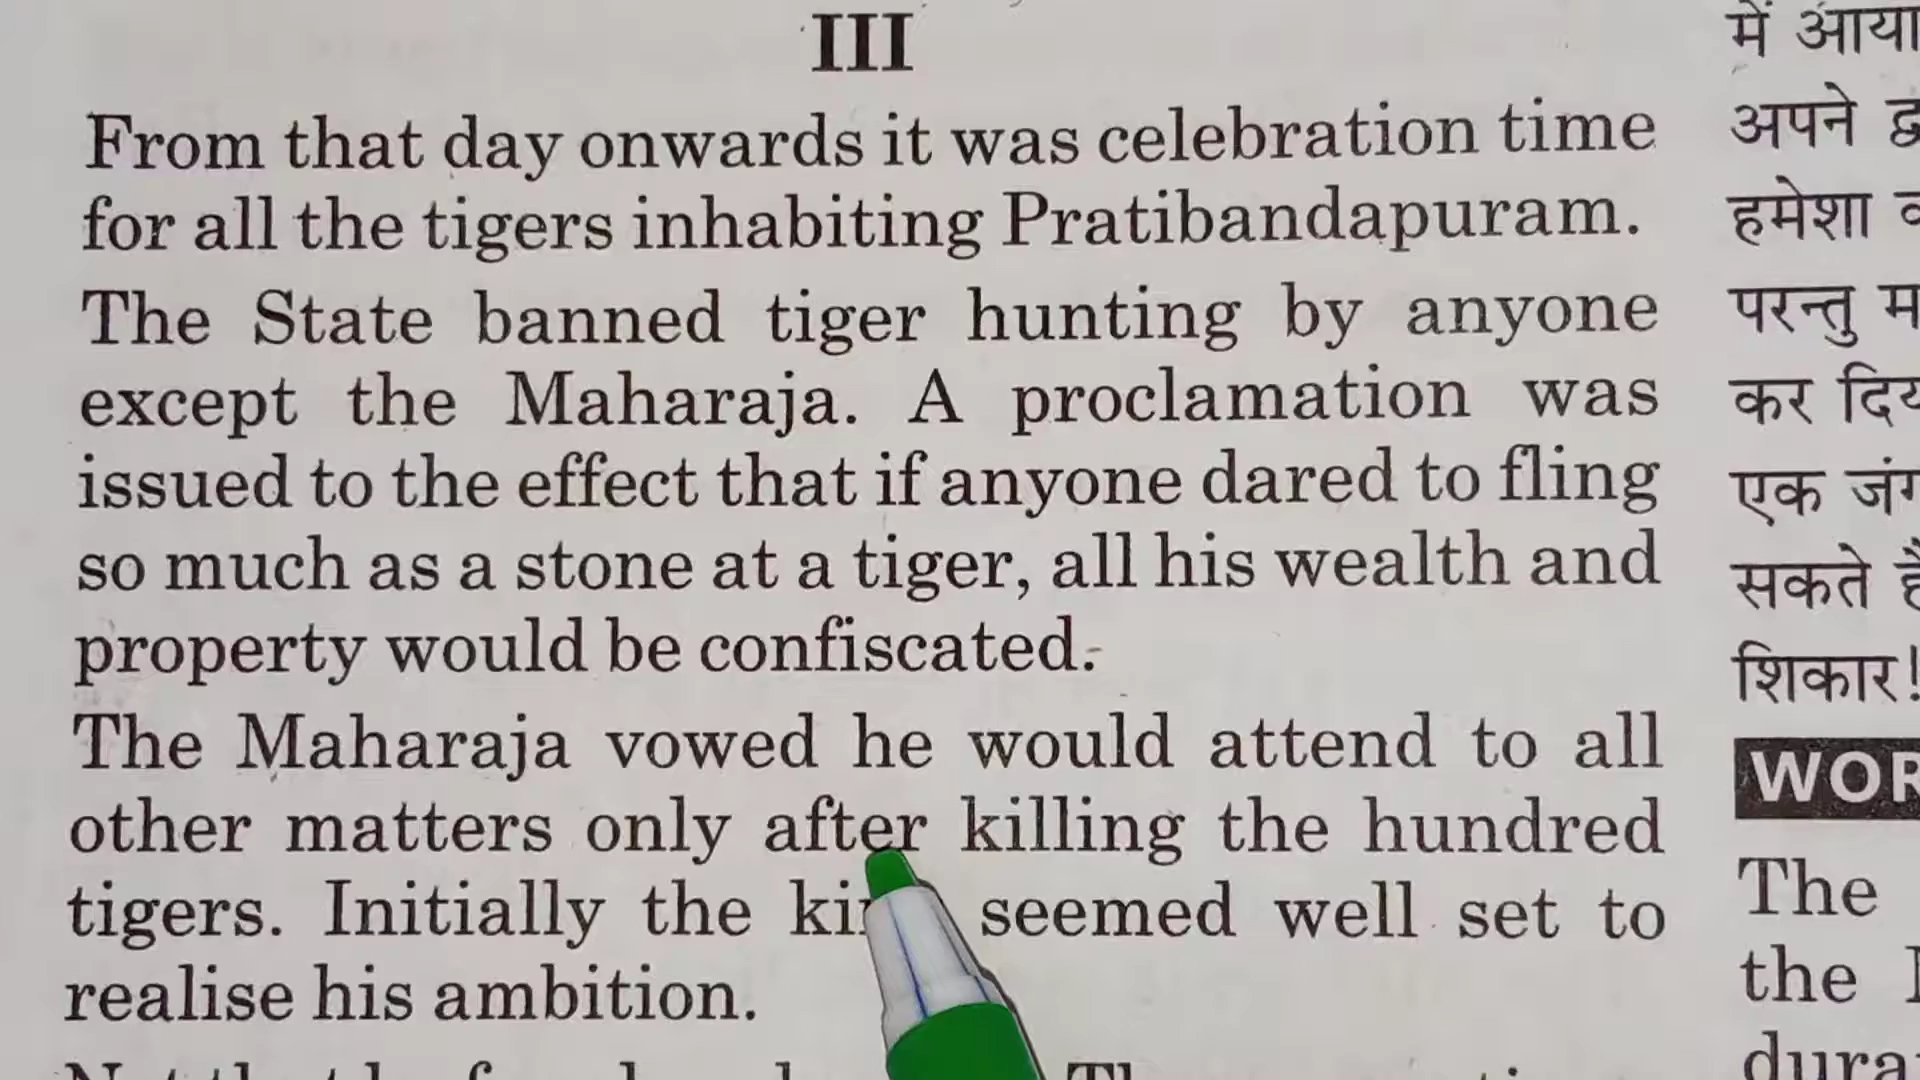 III
From that day onwards it was celebration time
for all the tigers inhabiting Pratibandapuram.
The State banned tiger hunting by anyone
except the Maharaja. A proclamation was
issued to the effect that if anyone dared to fling
so much as a stone at a tiger, all his wealth and
property would be confiscated.
The Maharaja vowed he would attend to all
other matters only after killing the hundred
tigers. Initially the seemed well set to
realise his ambition.
में आया
अपने
हमेशा
परन्तु
कर
एक
सकते
शिकार!
The
the